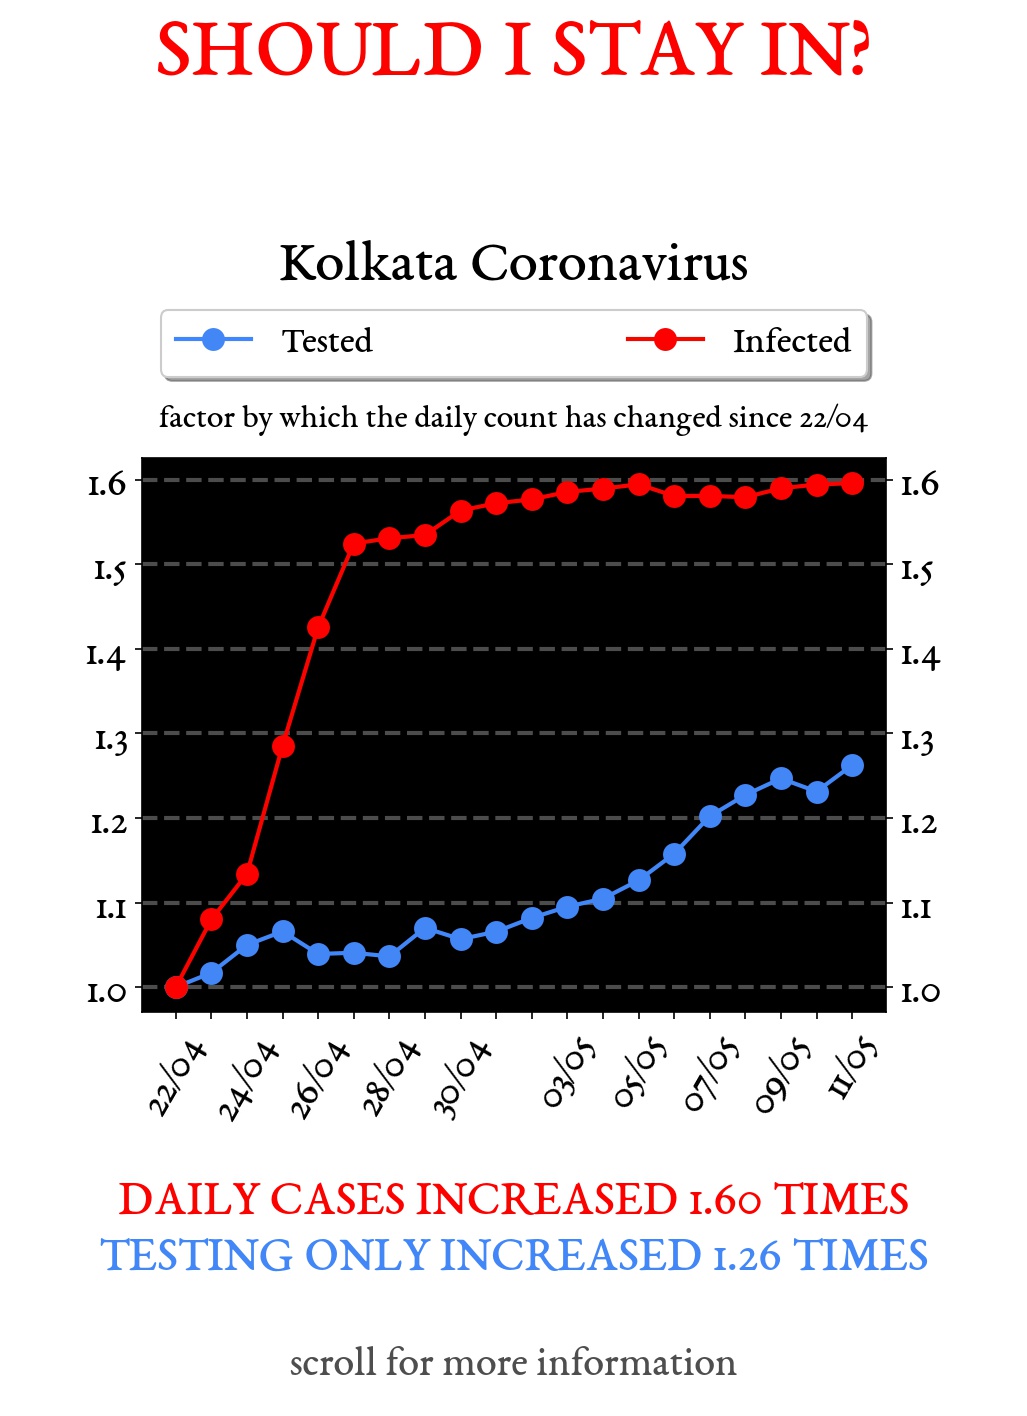 SHOULD I STAY IN?
Kolkata Coronavirus
Tested Infected
factor by which the daily count has changed since 22/04
1.6 1.6
1.5 1.5
1.4 1.4
1.3 1.3
1.2 1.2
1.1 1.1
1.0 1.0
22/04 24/04 26/04 28/04 30/04 03/05 05/05 07/05 09/05 11/05
DAILY CASES INCREASED 1.60 TIMES
TESTING ONLY INCREASED 1.26 TIMES
scroll for more information